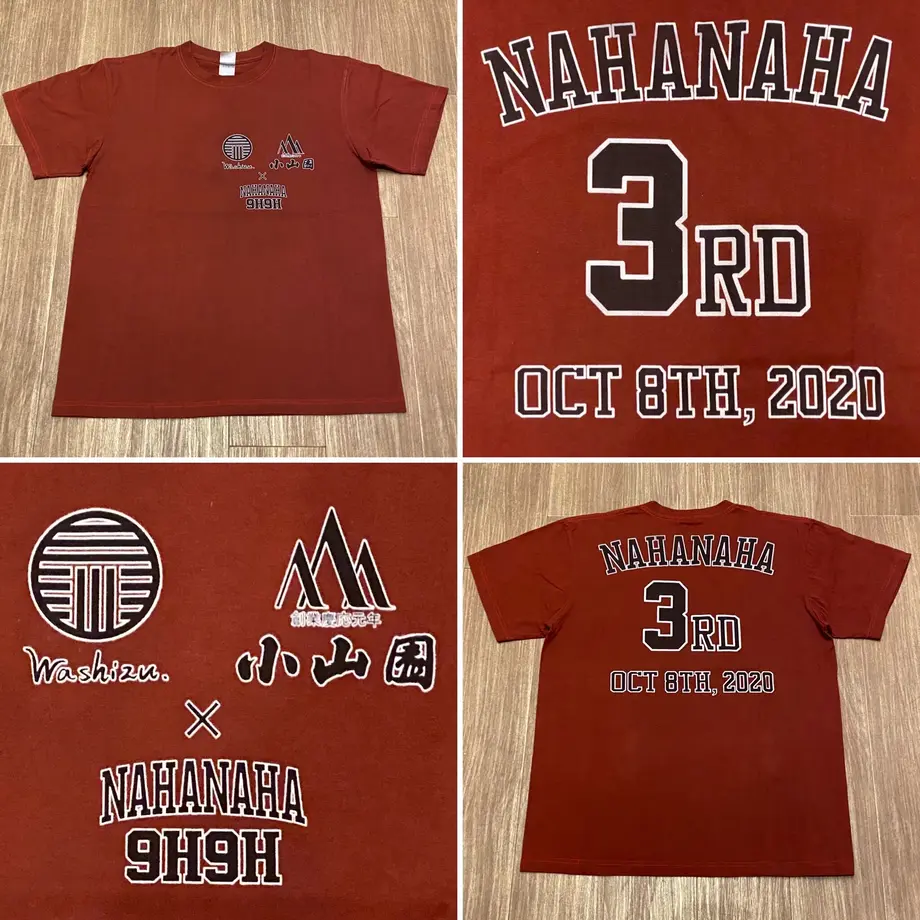 Washizu.
小山園
×
NAHANAHA
9H9H
NAHANAHA
3RD
OCT 8TH, 2020
創業慶応元年
Washizu.
小山園
×
NAHANAHA
9H9H
NAHANAHA
3RD
OCT 8TH, 2020